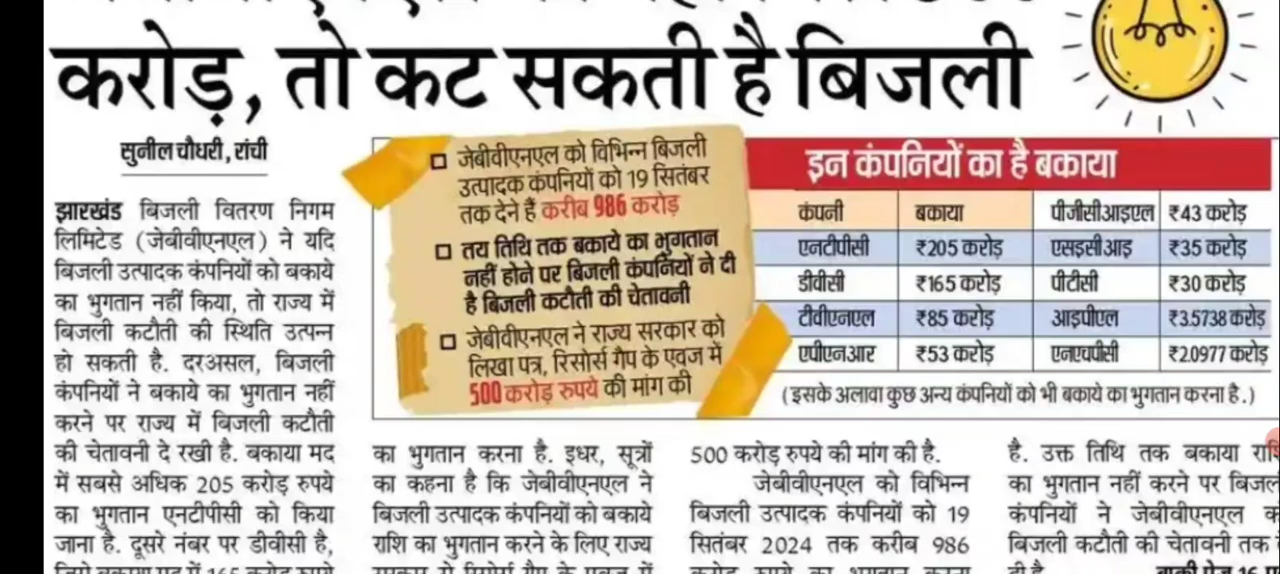 करोड़, तो कट सकती है बिजली
सुनील चौधरी, रांची
झारखंड बिजली वितरण निगम
लिमिटेड (जेबीवीएनएल) ने यदि
बिजली उत्पादक कंपनियों को बकाये
का भुगतान नहीं किया, तो राज्य में
बिजली कटौती की स्थिति उत्पन्न
हो सकती है. दरअसल, बिजली
कंपनियों ने बकाये का भुगतान नहीं
करने पर राज्य में बिजली कटौती
की चेतावनी दे रखी है. बकाया मद
में सबसे अधिक 205 करोड़ रुपये
का भुगतान एनटीपीसी को किया
जाना है. दूसरे नंबर पर डीवीसी है,
जेबीवीएनएल को विभिन्न बिजली
उत्पादक कंपनियों को 19 सितंबर
तक देने हैं करीब 986 करोड़
तय तिथि तक बकाये का भुगतान
नहीं होने पर बिजली कंपनियों ने दी
है बिजली कटौती की चेतावनी
जेबीवीएनएल ने राज्य सरकार को
लिखा पत्र, रिसोर्स गैप के एवज में
500 करोड़ रुपये की मांग की
इन कंपनियों का है बकाया
कंपनी बकाया पीजीसीआइएल ₹43 करोड़
एनटीपीसी ₹205 करोड़ एसइसीआइ ₹35 करोड़
डीवीसी ₹165 करोड़ पीटीसी ₹30 करोड़
टीवीएनएल ₹85 करोड़ आइपीएल ₹3.5738 करोड़
एपीएनआर ₹53 करोड़ एनएचपीसी ₹2.0977 करोड़
(इसके अलावा कुछ अन्य कंपनियों को भी बकाये का भुगतान करना है.)
का भुगतान करना है. इधर, सूत्रों
का कहना है कि जेबीवीएनएल ने
बिजली उत्पादक कंपनियों को बकाये
राशि का भुगतान करने के लिए राज्य
500 करोड़ रुपये की मांग की है.
जेबीवीएनएल को विभिन्न
बिजली उत्पादक कंपनियों को 19
सितंबर 2024 तक करीब 986
है. उक्त तिथि तक बकाया
का भुगतान नहीं करने पर
कंपनियों ने जेबीवीएनएल
बिजली कटौती की चेतावनी तक